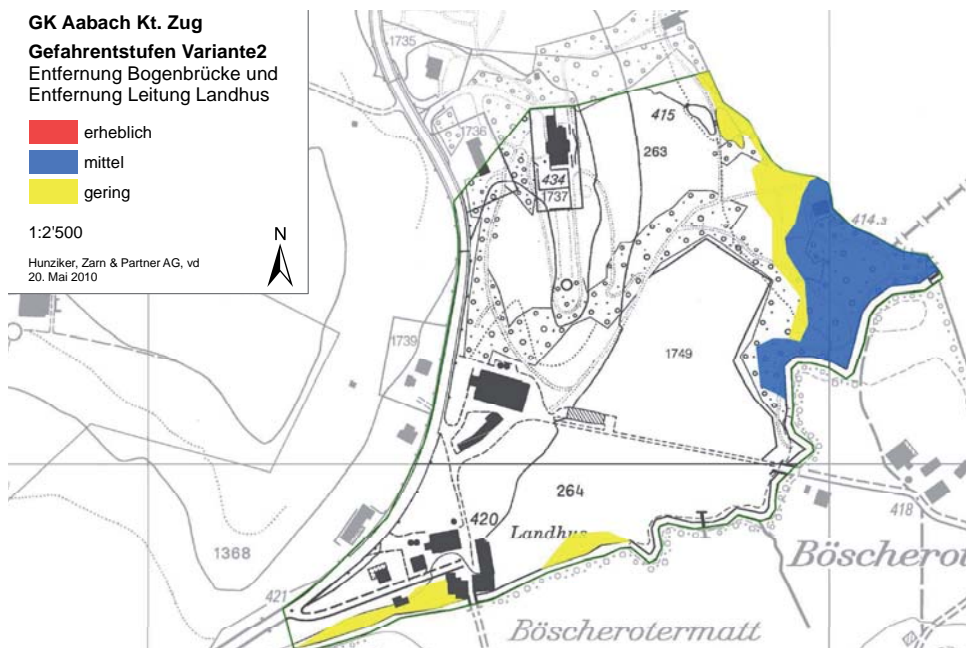 GK Aabach Kt. Zug
Gefahrentstufen Variante2
Entfernung Bogenbrücke und
Entfernung Leitung Landhus
erheblich
mittel
gering
1:2'500
N
Hunziker, Zarn & Partner AG, vd
20. Mai 2010
1735
1736
415
263
434
1737
414.3
1739
1749
264
420
Landhus
418
1368
421
Böscherot
Böscherotermatt